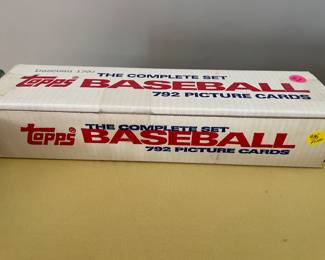 THE COMPLETE SET
Topps BASEBALL
792 PICTURE CARDS
THE COMPLETE SET
Topps® BASEBALL
792 PICTURE CARDS